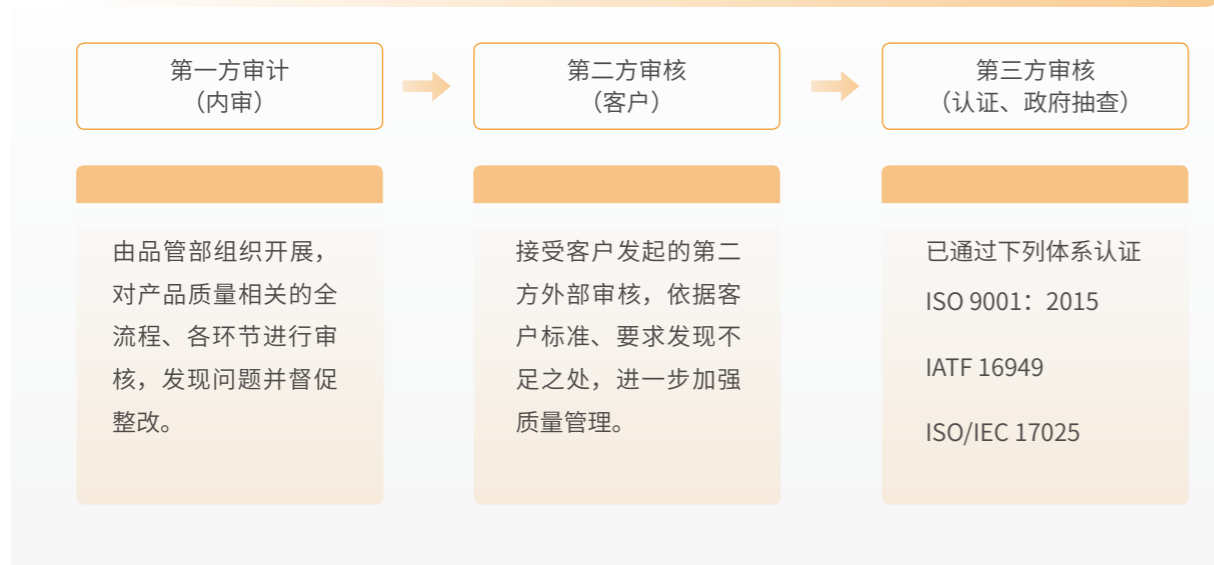 第一方审计
（内审）
第二方审核
（客户）
第三方审核
（认证、政府抽查）
由品管部组织开展，
对产品质量相关的全
流程、各环节进行审
核，发现问题并督促
整改。
接受客户发起的第二
方外部审核，依据客
户标准、要求发现不
足之处，进一步加强
质量管理。
已通过下列体系认证
ISO 9001：2015
IATF 16949
ISO/IEC 17025